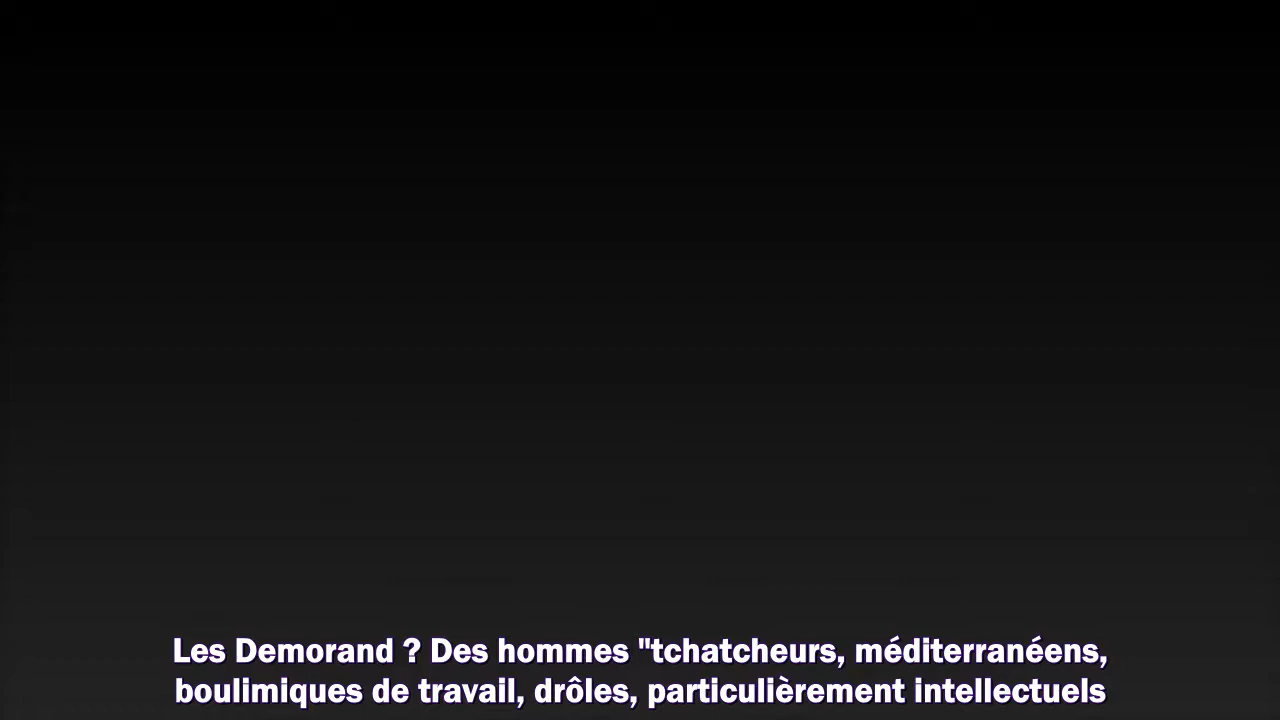 Les Demorand ? Des hommes "tchatcheurs, méditerranéens,
boulimiques de travail, drôles, particulièrement intellectuels